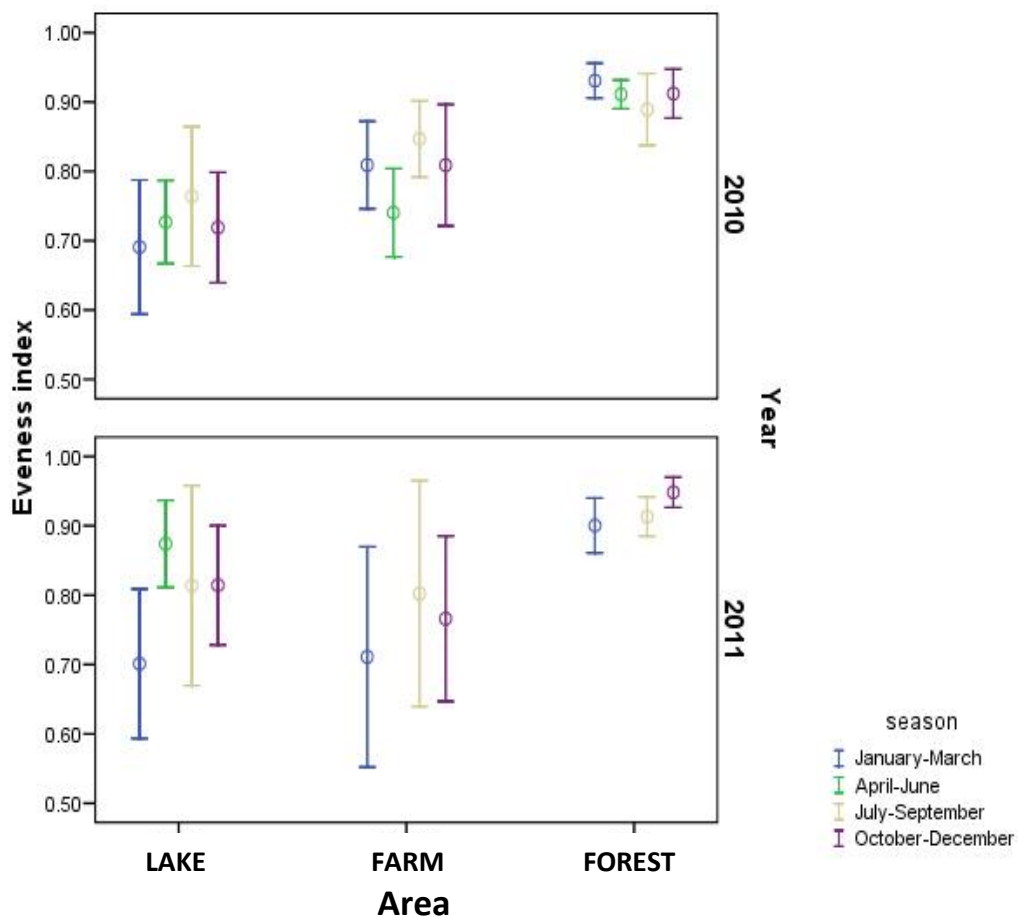 1.00
0.90
0.80
0.70
0.60
0.50
2010
Eveness index
Year
1.00
0.90
0.80
0.70
0.60
0.50
2011
LAKE FARM FOREST
Area
season
January-March
April-June
July-September
October-December